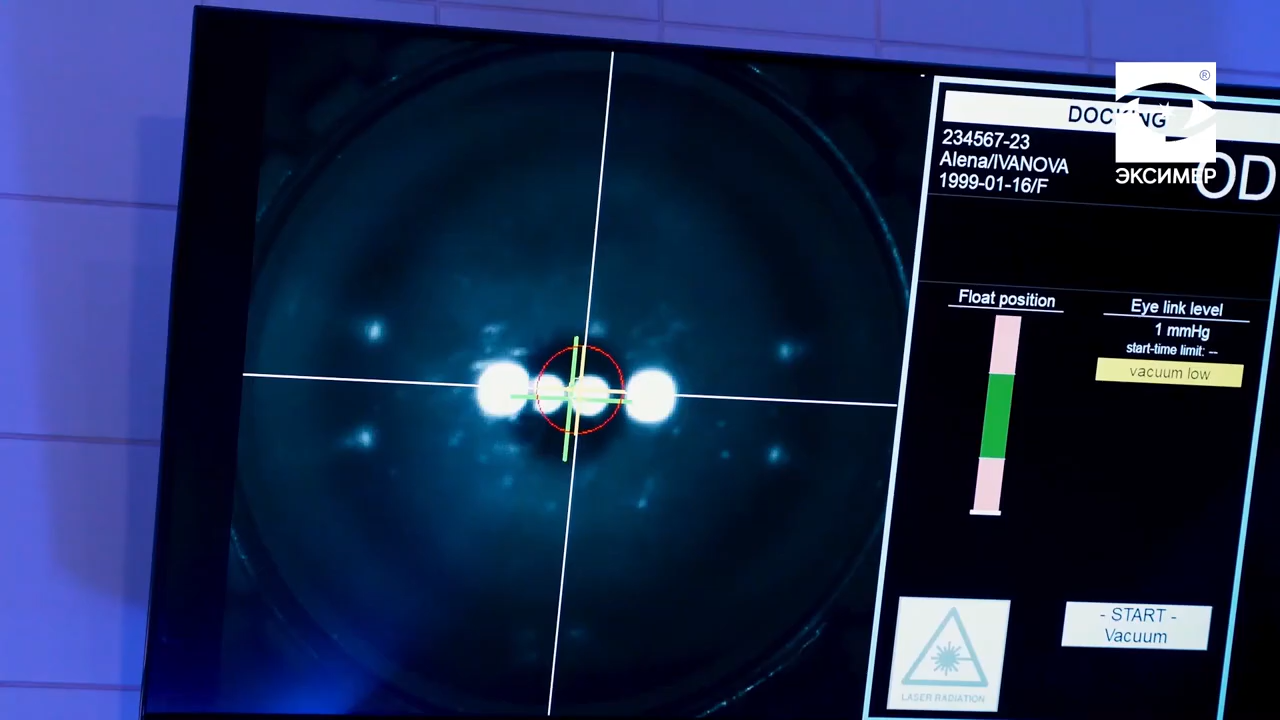 DOCKING
234567-23
Alena/IVANOVA
1999-01-16/F
OD
®
ЭКСИМЕР
Float position
Eye link level
1 mmHg
start-time limit: --
vacuum low
- START -
Vacuum
LASER RADIATION